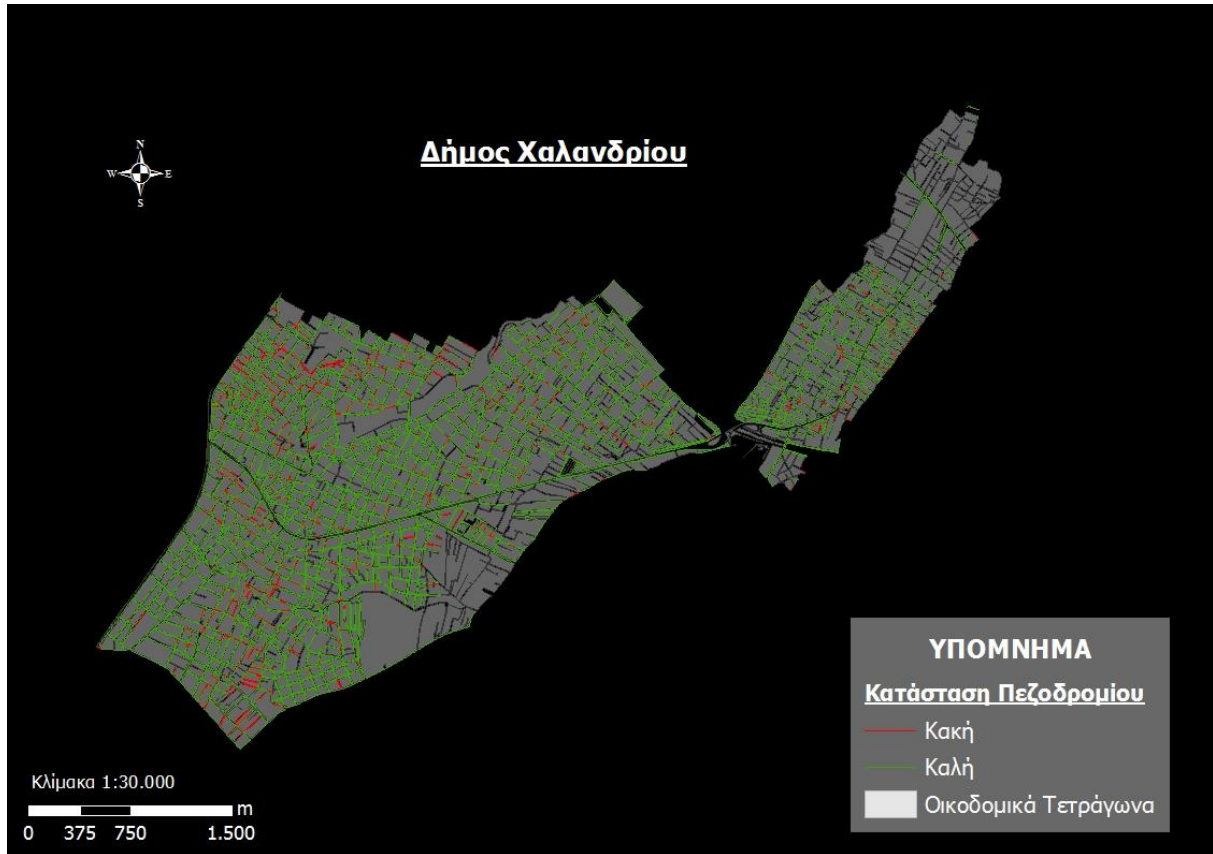 Δήμος Χαλανδρίου
N
W E
S
ΥΠΟΜΝΗΜΑ
Κατάσταση Πεζοδρομίου
Κακή
Καλή
Οικοδομικά Τετράγωνα
Κλίμακα 1:30.000
m
0 375 750 1.500